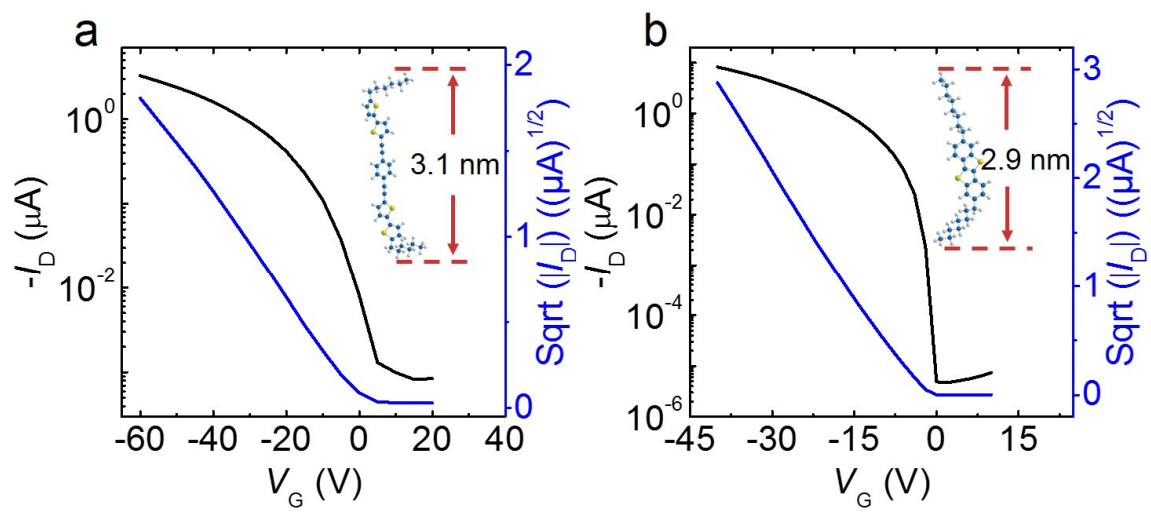 a
-I_D (μA)
10^0
10^-2
-60 -40 -20 0 20 40
V_G (V)
3.1 nm
2
1
0
Sqrt (|I_D|) ((μA)^1/2)
b
-I_D (μA)
10^0
10^-2
10^-4
10^-6
-45 -30 -15 0 15
V_G (V)
2.9 nm
3
2
1
0
Sqrt (|I_D|) ((μA)^1/2)